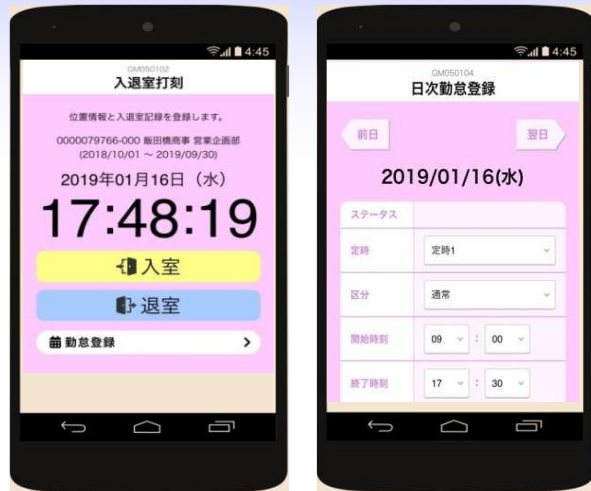 4:45
GM050102
入退室打刻
位置情報と入退室記録を登録します。
0000079766-000 飯田橋商事 営業企画部
(2018/10/01 ～ 2019/09/30)
2019年01月16日（水）
17:48:19
入室
退室
勤怠登録
4:45
GM050104
日次勤怠登録
前日
翌日
2019/01/16(水)
ステータス
定時
定時1
区分
通常
開始時刻
09 : 00
終了時刻
17 : 30